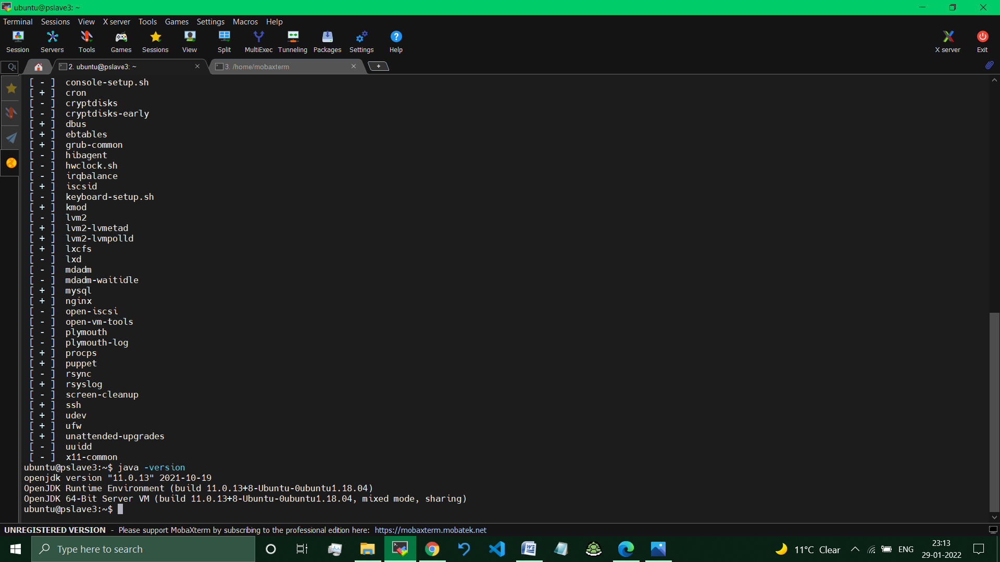 ubuntu@pslave3: ~
Terminal Sessions View X server Tools Games Settings Macros Help
Session Servers Tools Games Sessions View Split MultiExec Tunneling Packages Settings Help X server Exit
2. ubuntu@pslave3: ~ 3. /home/mobaxterm
[ - ]  console-setup.sh
[ + ]  cron
[ - ]  cryptdisks
[ - ]  cryptdisks-early
[ + ]  dbus
[ + ]  ebtables
[ + ]  grub-common
[ - ]  hibagent
[ - ]  hwclock.sh
[ - ]  irqbalance
[ + ]  iscsid
[ - ]  keyboard-setup.sh
[ + ]  kmod
[ - ]  lvm2
[ + ]  lvm2-lvmetad
[ + ]  lvm2-lvmpolld
[ + ]  lxcfs
[ - ]  lxd
[ - ]  mdadm
[ - ]  mdadm-waitidle
[ + ]  mysql
[ + ]  nginx
[ - ]  open-iscsi
[ - ]  open-vm-tools
[ - ]  plymouth
[ - ]  plymouth-log
[ + ]  procps
[ + ]  puppet
[ - ]  rsync
[ + ]  rsyslog
[ - ]  screen-cleanup
[ + ]  ssh
[ + ]  udev
[ + ]  ufw
[ + ]  unattended-upgrades
[ - ]  uuidd
[ - ]  x11-common
ubuntu@pslave3:~$ java -version
openjdk version "11.0.13" 2021-10-19
OpenJDK Runtime Environment (build 11.0.13+8-Ubuntu-0ubuntu1.18.04)
OpenJDK 64-Bit Server VM (build 11.0.13+8-Ubuntu-0ubuntu1.18.04, mixed mode, sharing)
ubuntu@pslave3:~$
UNREGISTERED VERSION - Please support MobaXterm by subscribing to the professional edition here: https://mobaxterm.mobatek.net
Type here to search
11°C Clear ENG
23:13
29-01-2022